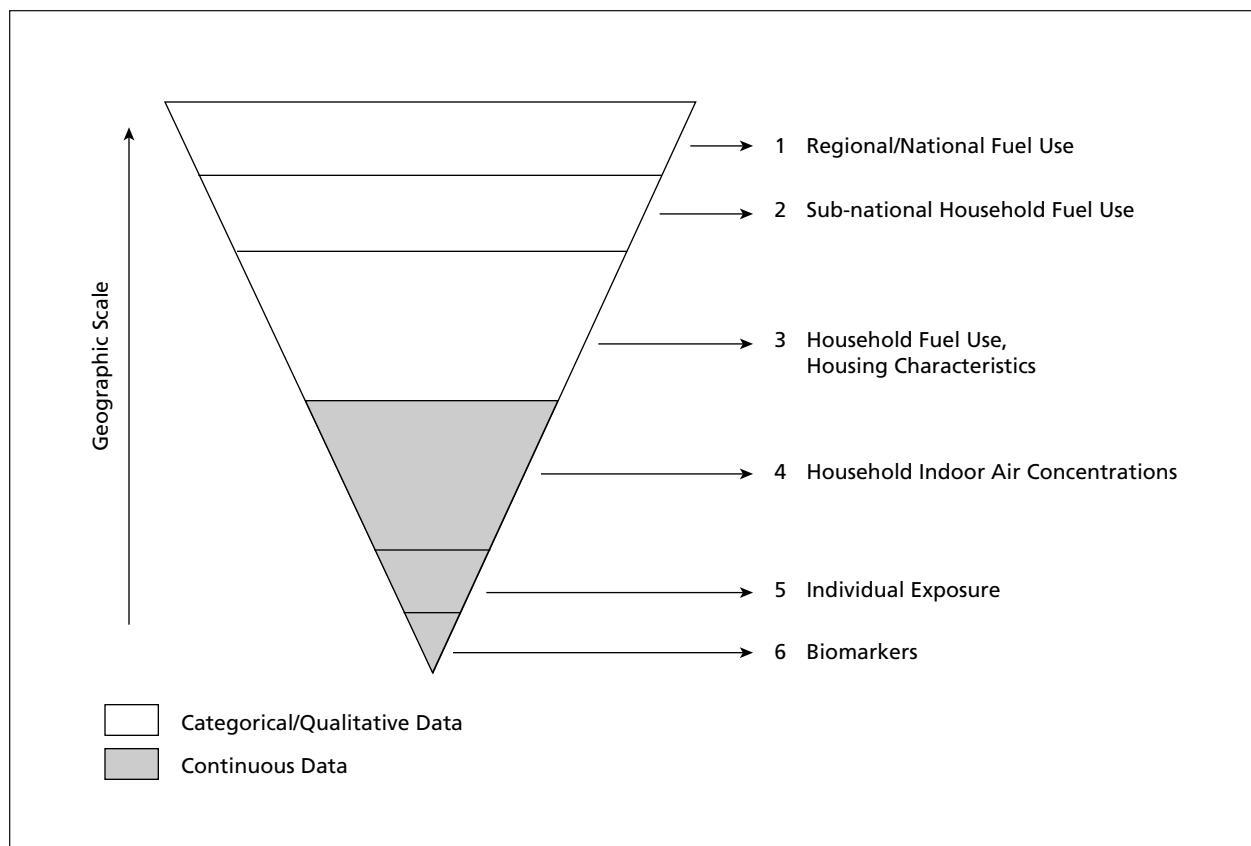 Geographic Scale
1 Regional/National Fuel Use
2 Sub-national Household Fuel Use
3 Household Fuel Use,
Housing Characteristics
4 Household Indoor Air Concentrations
5 Individual Exposure
6 Biomarkers
Categorical/Qualitative Data
Continuous Data